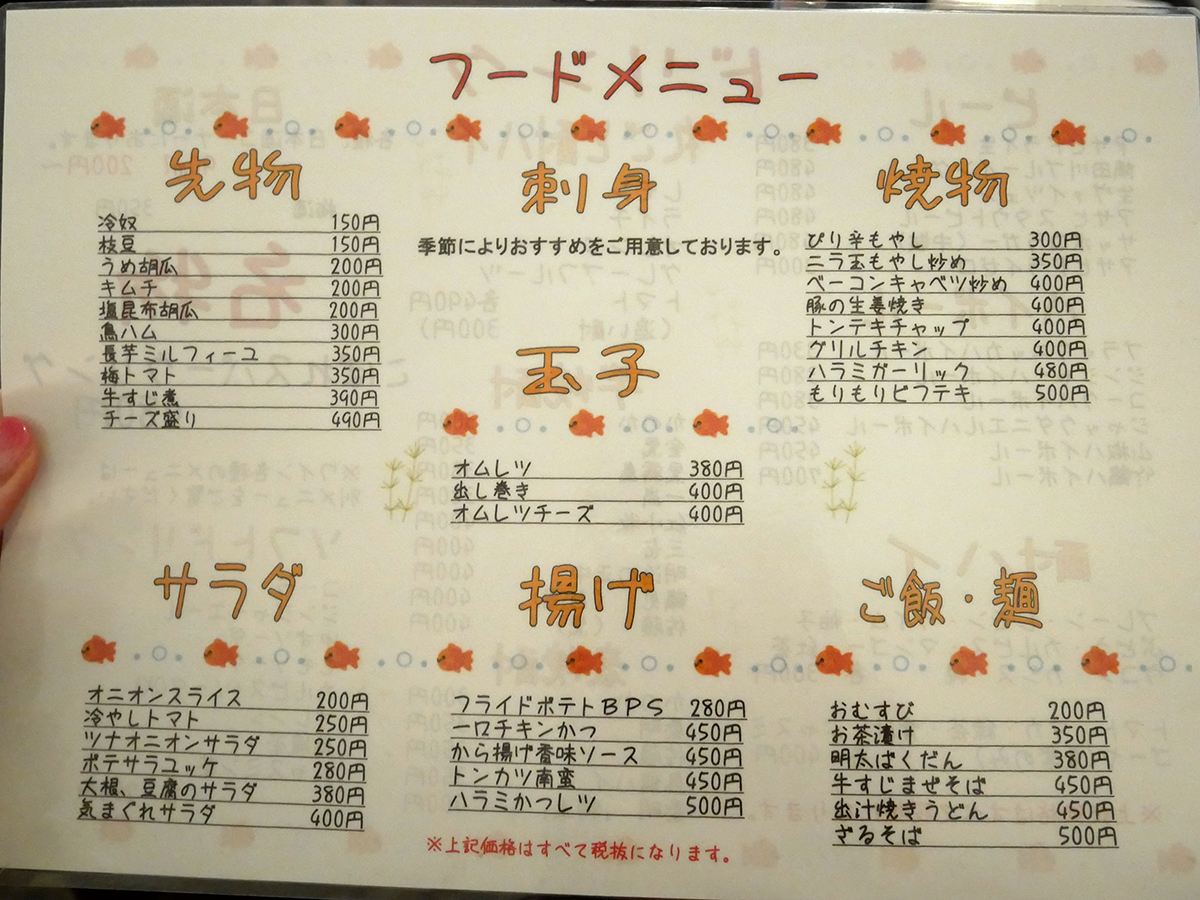 フードメニュー
先物
冷奴 150円
枝豆 150円
うめ胡瓜 200円
キムチ 200円
塩昆布胡瓜 200円
鳥ハム 300円
長芋ミルフィーユ 350円
梅トマト 350円
牛すじ煮 390円
チーズ盛り 490円
刺身
季節によりおすすめをご用意しております。
焼物
ぴり辛もやし 300円
ニラ玉もやし炒め 350円
ベーコンキャベツ炒め 400円
豚の生姜焼き 400円
トンテキチャップ 400円
グリルチキン 400円
ハラミガーリック 480円
もりもりビフテキ 500円
玉子
オムレツ 380円
出し巻き 400円
オムレツチーズ 400円
サラダ
オニオンスライス 200円
冷やしトマト 250円
ツナオニオンサラダ 250円
ポテサラユッケ 280円
大根、豆腐のサラダ 380円
気まぐれサラダ 400円
揚げ
フライドポテトBPS 280円
一口チキンかつ 450円
から揚げ香味ソース 450円
トンカツ南蛮 450円
ハラミかつレツ 500円
ご飯・麺
おむすび 200円
お茶漬け 350円
明太ばくだん 380円
牛すじまぜそば 450円
出汁焼きうどん 450円
ざるそば 500円
※上記価格はすべて税抜になります。